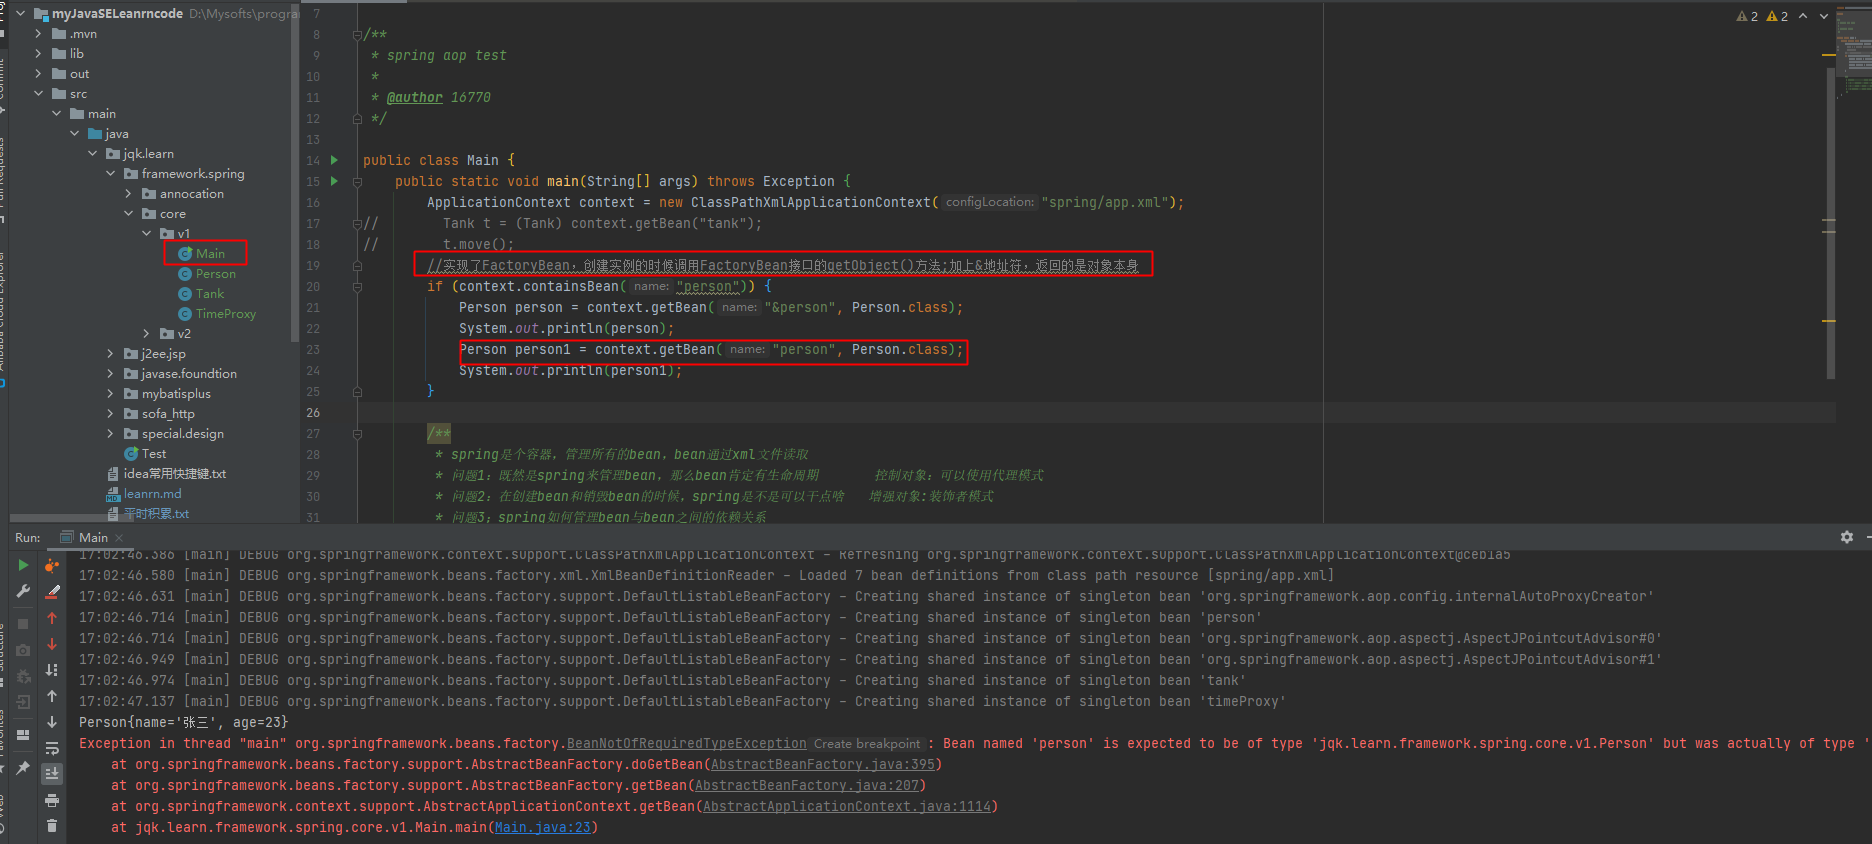 myJavaSELeanrncode D:\Mysofts\progra
.mvn
lib
out
src
main
java
jqk.learn
framework.spring
annocation
core
v1
Main
Person
Tank
TimeProxy
v2
j2ee.jsp
javase.foundtion
mybatisplus
sofa_http
special.design
Test
idea常用快捷键.txt
leanrn.md
平时积累.txt
2 2
7
8 /**
9 * spring aop test
10 *
11 * @author 16770
12 */
13
14 public class Main {
15 public static void main(String[] args) throws Exception {
16 ApplicationContext context = new ClassPathXmlApplicationContext( configLocation: "spring/app.xml");
17 // Tank t = (Tank) context.getBean("tank");
18 // t.move();
19 //实现了FactoryBean，创建实例的时候调用FactoryBean接口的getObject()方法;加上&地址符，返回的是对象本身
20 if (context.containsBean( name: "person")) {
21 Person person = context.getBean( name: "&person", Person.class);
22 System.out.println(person);
23 Person person1 = context.getBean( name: "person", Person.class);
24 System.out.println(person1);
25 }
26
27 /**
28 * spring是个容器，管理所有的bean，bean通过xml文件读取
29 * 问题1：既然是spring来管理bean，那么bean肯定有生命周期 控制对象：可以使用代理模式
30 * 问题2：在创建bean和销毁bean的时候，spring是不是可以干点啥 增强对象:装饰者模式
31 * 问题3：spring如何管理bean与bean之间的依赖关系
Run: Main
17:02:46.386 [main] DEBUG org.springframework.context.support.ClassPathXmlApplicationContext - Refreshing org.springframework.context.support.ClassPathXmlApplicationContext@ceb1a5
17:02:46.580 [main] DEBUG org.springframework.beans.factory.xml.XmlBeanDefinitionReader - Loaded 7 bean definitions from class path resource [spring/app.xml]
17:02:46.631 [main] DEBUG org.springframework.beans.factory.support.DefaultListableBeanFactory - Creating shared instance of singleton bean 'org.springframework.aop.config.internalAutoProxyCreator'
17:02:46.714 [main] DEBUG org.springframework.beans.factory.support.DefaultListableBeanFactory - Creating shared instance of singleton bean 'person'
17:02:46.714 [main] DEBUG org.springframework.beans.factory.support.DefaultListableBeanFactory - Creating shared instance of singleton bean 'org.springframework.aop.aspectj.AspectJPointcutAdvisor#0'
17:02:46.949 [main] DEBUG org.springframework.beans.factory.support.DefaultListableBeanFactory - Creating shared instance of singleton bean 'org.springframework.aop.aspectj.AspectJPointcutAdvisor#1'
17:02:46.974 [main] DEBUG org.springframework.beans.factory.support.DefaultListableBeanFactory - Creating shared instance of singleton bean 'tank'
17:02:47.137 [main] DEBUG org.springframework.beans.factory.support.DefaultListableBeanFactory - Creating shared instance of singleton bean 'timeProxy'
Person{name='张三', age=23}
Exception in thread "main" org.springframework.beans.factory.BeanNotOfRequiredTypeException Create breakpoint : Bean named 'person' is expected to be of type 'jqk.learn.framework.spring.core.v1.Person' but was actually of type '
at org.springframework.beans.factory.support.AbstractBeanFactory.doGetBean(AbstractBeanFactory.java:395)
at org.springframework.beans.factory.support.AbstractBeanFactory.getBean(AbstractBeanFactory.java:207)
at org.springframework.context.support.AbstractApplicationContext.getBean(AbstractApplicationContext.java:1114)
at jqk.learn.framework.spring.core.v1.Main.main(Main.java:23)